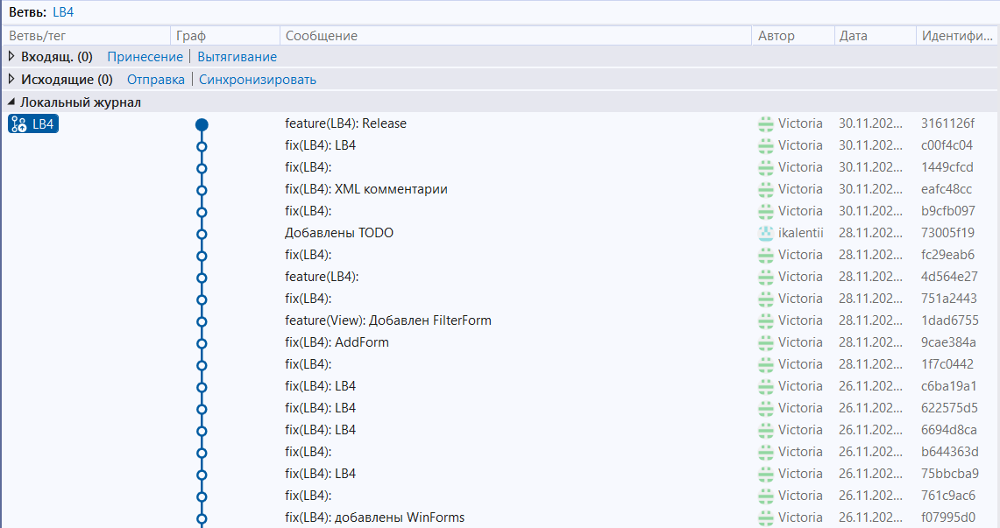 Ветвь: LB4
Ветвь/тег Граф Сообщение Автор Дата Идентифи...
Входящ. (0) Принесение | Вытягивание
Исходящие (0) Отправка | Синхронизировать
Локальный журнал
LB4 feature(LB4): Release Victoria 30.11.202... 3161126f
fix(LB4): LB4 Victoria 30.11.202... c00f4c04
fix(LB4): Victoria 30.11.202... 1449cfcd
fix(LB4): XML комментарии Victoria 30.11.202... eafc48cc
fix(LB4): Victoria 30.11.202... b9cfb097
Добавлены TODO ikalentii 28.11.202... 73005f19
fix(LB4): Victoria 28.11.202... fc29eab6
feature(LB4): Victoria 28.11.202... 4d564e27
fix(LB4): Victoria 28.11.202... 751a2443
feature(View): Добавлен FilterForm Victoria 28.11.202... 1dad6755
fix(LB4): AddForm Victoria 28.11.202... 9cae384a
fix(LB4): Victoria 28.11.202... 1f7c0442
fix(LB4): LB4 Victoria 26.11.202... c6ba19a1
fix(LB4): LB4 Victoria 26.11.202... 622575d5
fix(LB4): LB4 Victoria 26.11.202... 6694d8ca
fix(LB4): Victoria 26.11.202... b644363d
fix(LB4): LB4 Victoria 26.11.202... 75bbcba9
fix(LB4): Victoria 26.11.202... 761c9ac6
fix(LB4): добавлены WinForms Victoria 26.11.202... f07995d0